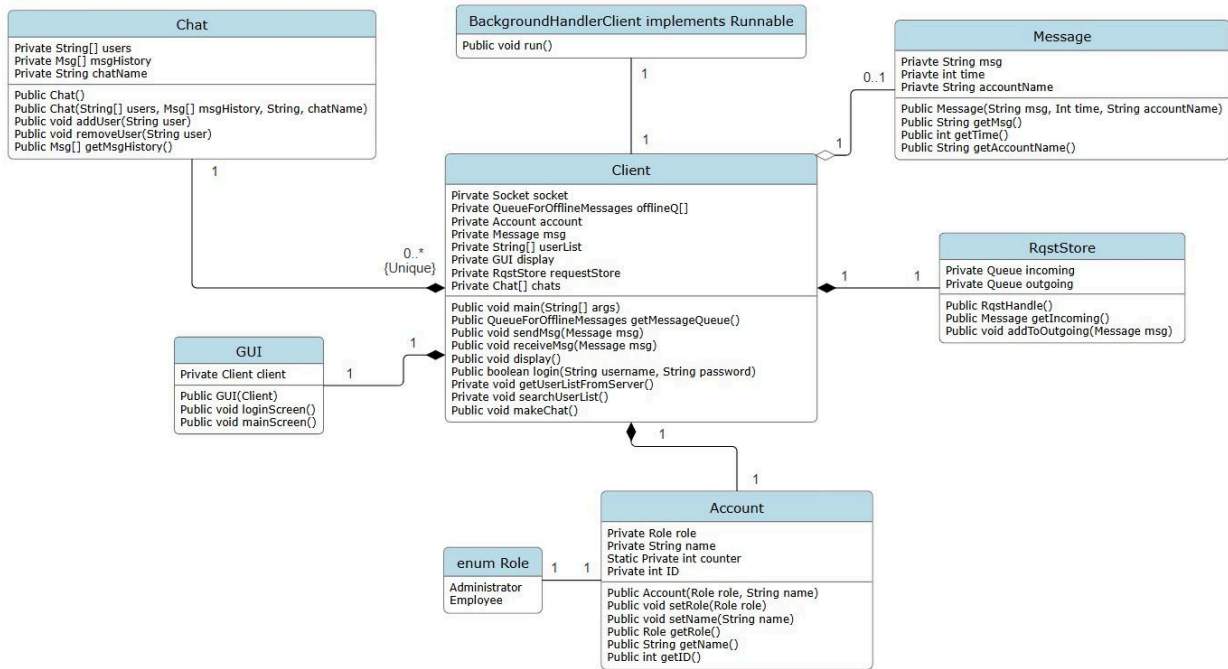 Chat
Private String[] users
Private Msg[] msgHistory
Private String chatName
Public Chat()
Public Chat(String[] users, Msg[] msgHistory, String, chatName)
Public void addUser(String user)
Public void removeUser(String user)
Public Msg[] getMsgHistory()
BackgroundHandlerClient implements Runnable
Public void run()
Message
Priavte String msg
Priavte int time
Priavte String accountName
Public Message(String msg, Int time, String accountName)
Public String getMsg()
Public int getTime()
Public String getAccountName()
1
1
0..1
1
1
0..*
{Unique}
Client
Pirvate Socket socket
Private QueueForOfflineMessages offlineQ[]
Private Account account
Private Message msg
Private String[] userList
Private GUI display
Private RqstStore requestStore
Private Chat[] chats
Public void main(String[] args)
Public QueueForOfflineMessages getMessageQueue()
Public void sendMsg(Message msg)
Public void receiveMsg(Message msg)
Public void display()
Public boolean login(String username, String password)
Private void getUserListFromServer()
Private void searchUserList()
Public void makeChat()
1
1
RqstStore
Private Queue incoming
Private Queue outgoing
Public RqstHandle()
Public Message getIncoming()
Public void addToOutgoing(Message msg)
GUI
Private Client client
Public GUI(Client)
Public void loginScreen()
Public void mainScreen()
1
1
1
1
Account
Private Role role
Private String name
Static Private int counter
Private int ID
Public Account(Role role, String name)
Public void setRole(Role role)
Public void setName(String name)
Public Role getRole()
Public String getName()
Public int getID()
enum Role
Administrator
Employee
1
1